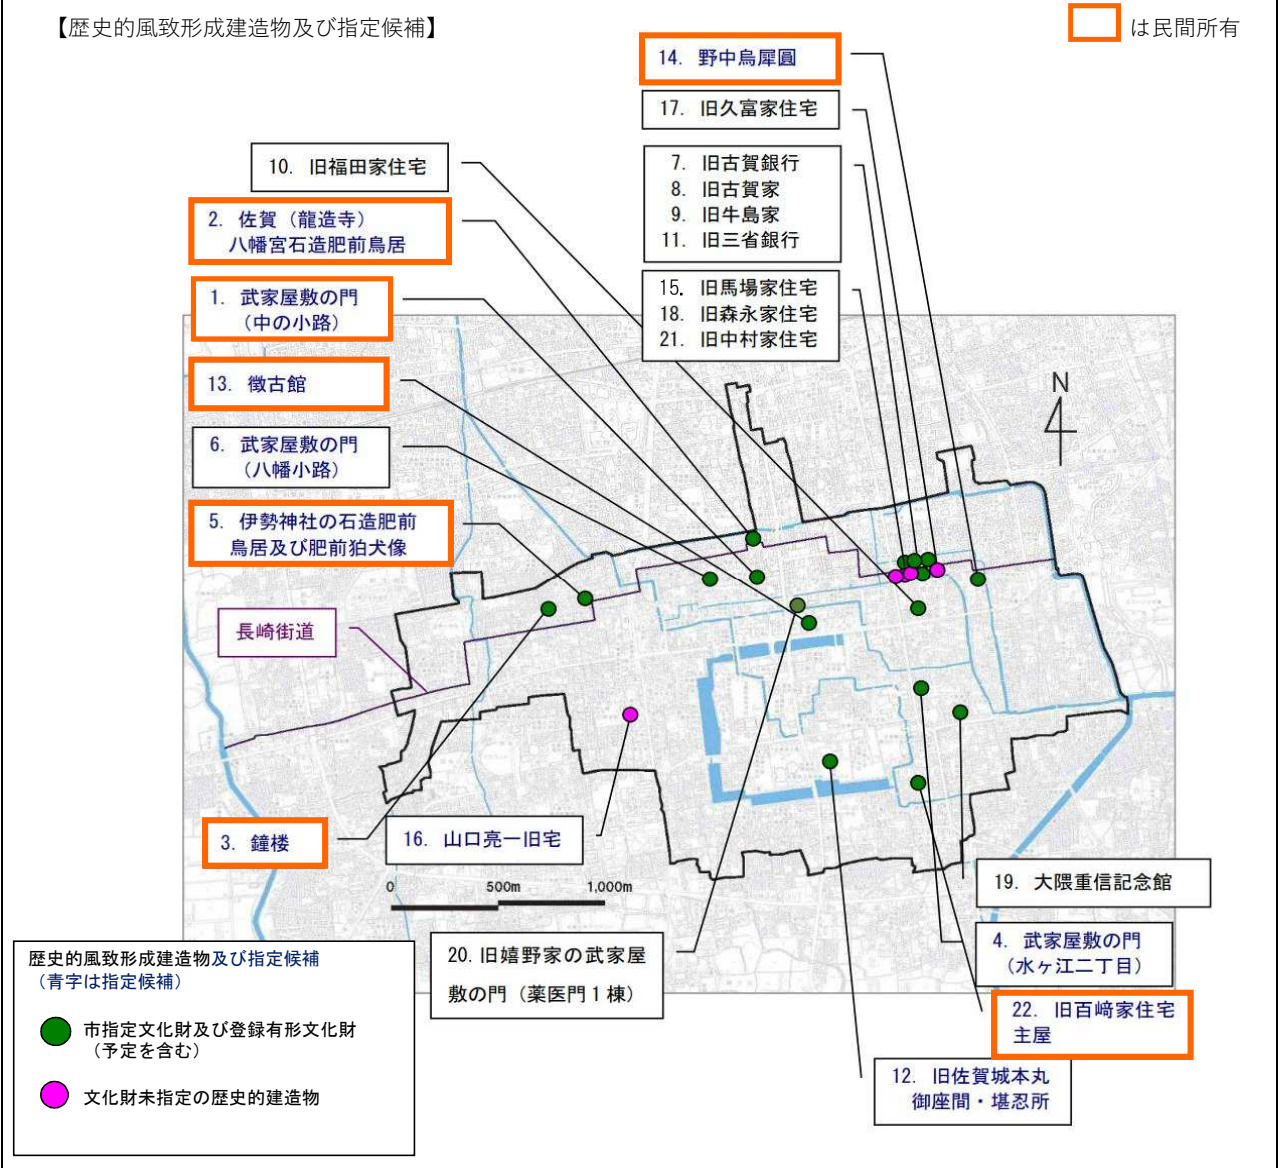 【歴史的風致形成建造物及び指定候補】
は民間所有
14. 野中烏犀圓
17. 旧久富家住宅
10. 旧福田家住宅
7. 旧古賀銀行
8. 旧古賀家
9. 旧牛島家
11. 旧三省銀行
2. 佐賀（龍造寺）
八幡宮石造肥前鳥居
1. 武家屋敷の門
（中の小路）
15. 旧馬場家住宅
18. 旧森永家住宅
21. 旧中村家住宅
13. 徴古館
N
6. 武家屋敷の門
（八幡小路）
5. 伊勢神社の石造肥前
鳥居及び肥前狛犬像
長崎街道
3. 鐘楼
16. 山口亮一旧宅
0 500m 1,000m
19. 大隈重信記念館
20. 旧嬉野家の武家屋
敷の門（薬医門１棟）
4. 武家屋敷の門
（水ヶ江二丁目）
22. 旧百﨑家住宅
主屋
12. 旧佐賀城本丸
御座間・堪忍所
歴史的風致形成建造物及び指定候補
（青字は指定候補）
市指定文化財及び登録有形文化財
（予定を含む）
文化財未指定の歴史的建造物